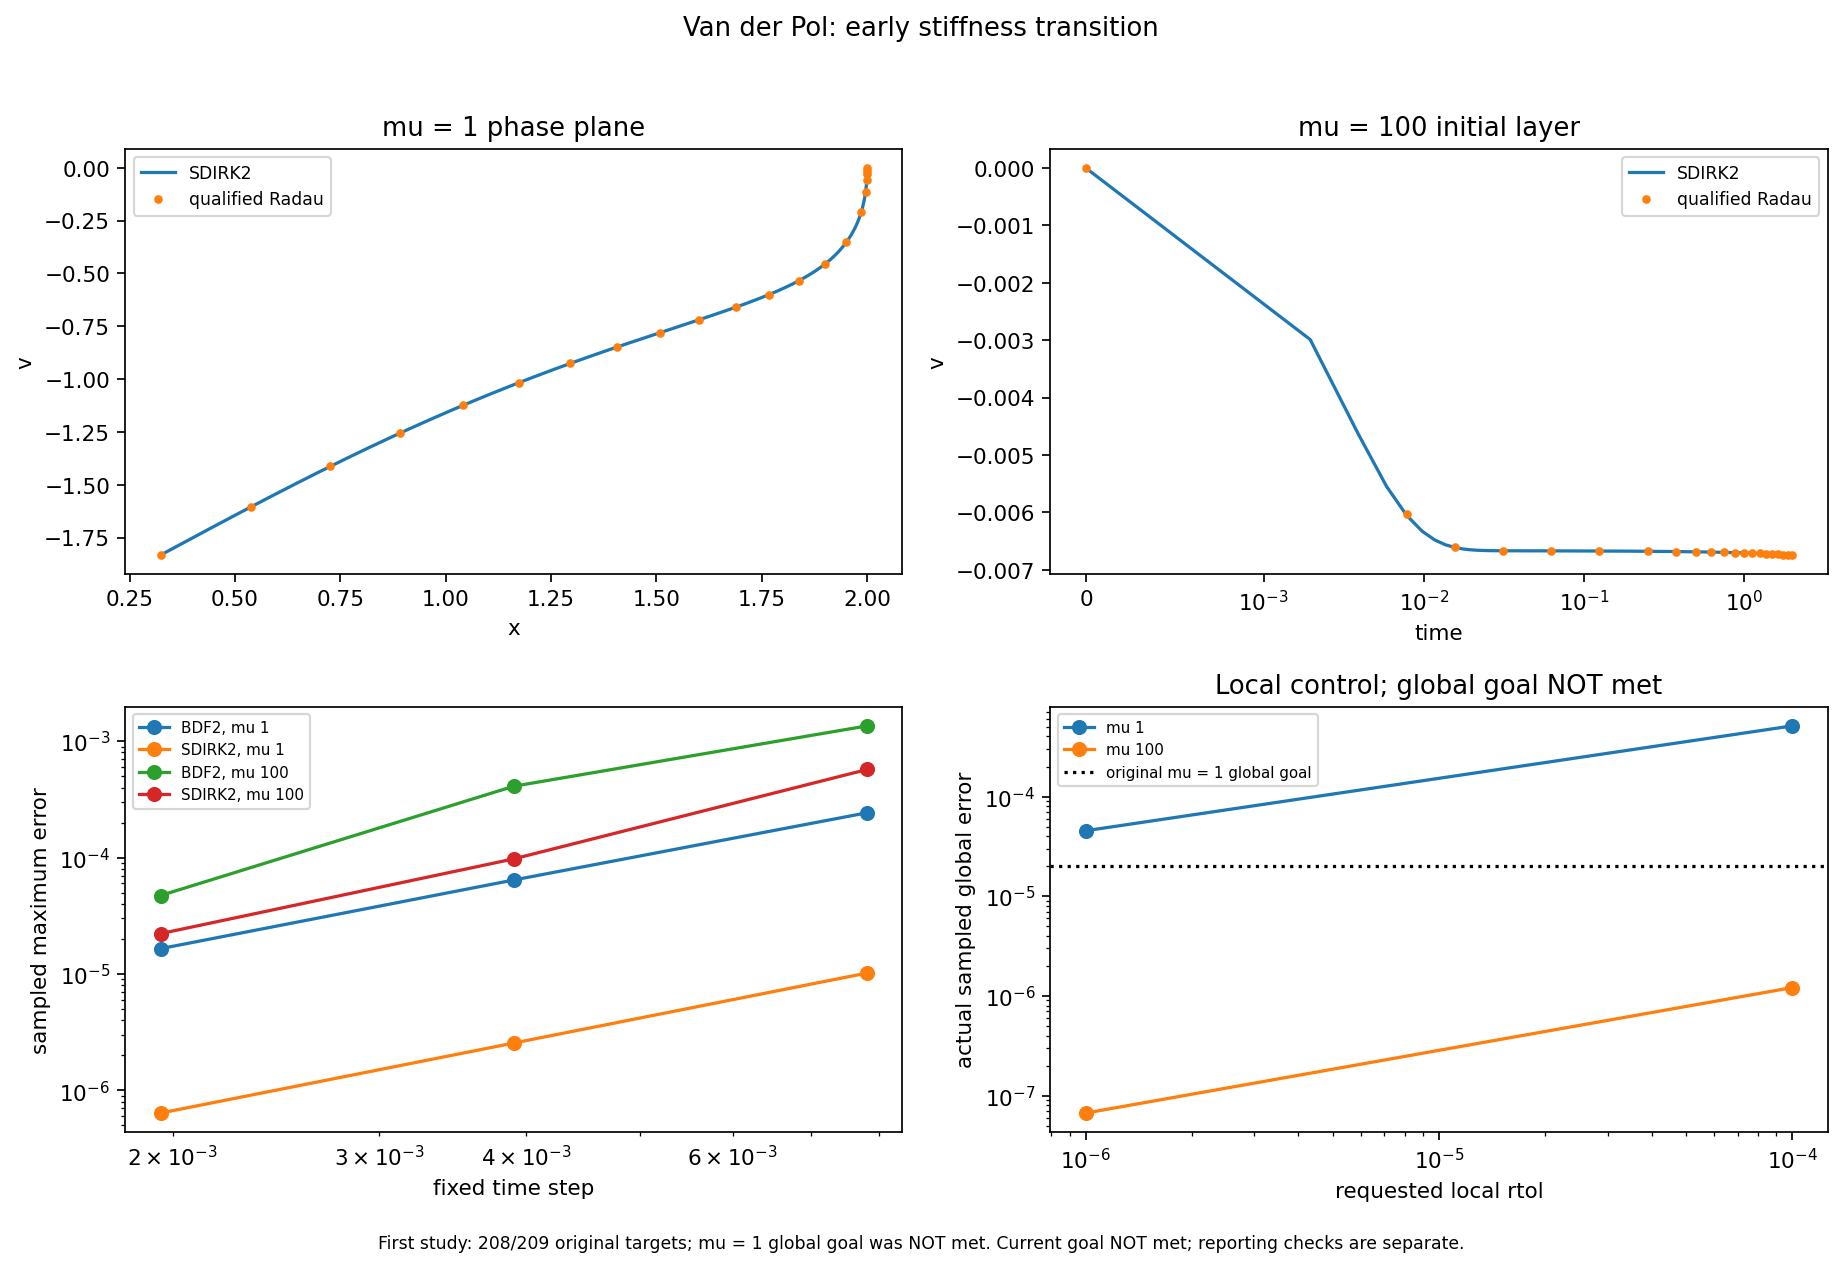 Van der Pol: early stiffness transition
mu = 1 phase plane
SDIRK2
qualified Radau
0.00
−0.25
−0.50
−0.75
−1.00
−1.25
−1.50
−1.75
v
0.25 0.50 0.75 1.00 1.25 1.50 1.75 2.00
x
mu = 100 initial layer
SDIRK2
qualified Radau
0.000
−0.001
−0.002
−0.003
−0.004
−0.005
−0.006
−0.007
v
0 10⁻³ 10⁻² 10⁻¹ 10⁰
time
BDF2, mu 1
SDIRK2, mu 1
BDF2, mu 100
SDIRK2, mu 100
10⁻³
10⁻⁴
10⁻⁵
10⁻⁶
sampled maximum error
2 × 10⁻³ 3 × 10⁻³ 4 × 10⁻³ 6 × 10⁻³
fixed time step
Local control; global goal NOT met
mu 1
mu 100
original mu = 1 global goal
10⁻⁴
10⁻⁵
10⁻⁶
10⁻⁷
actual sampled global error
10⁻⁶ 10⁻⁵ 10⁻⁴
requested local rtol
First study: 208/209 original targets; mu = 1 global goal was NOT met. Current goal NOT met; reporting checks are separate.